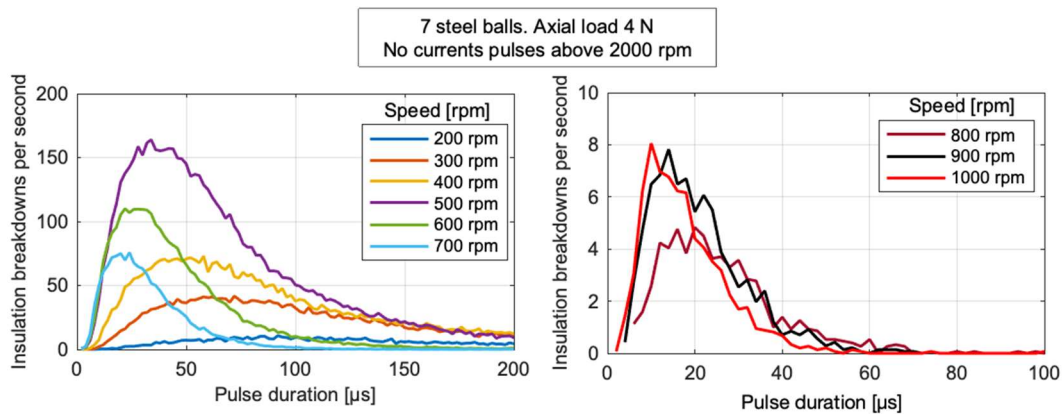 7 steel balls. Axial load 4 N
No currents pulses above 2000 rpm
Insulation breakdowns per second
200
150
100
50
0
0
50
100
150
200
Pulse duration [µs]
Speed [rpm]
200 rpm
300 rpm
400 rpm
500 rpm
600 rpm
700 rpm
Insulation breakdowns per second
10
8
6
4
2
0
0
20
40
60
80
100
Pulse duration [µs]
Speed [rpm]
800 rpm
900 rpm
1000 rpm